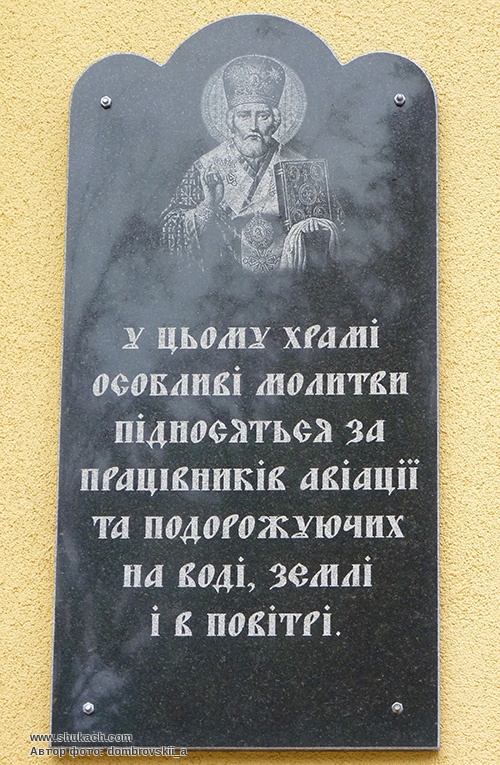 У ЦЬОМУ ХРАМІ
ОСОБЛИВІ МОЛИТВИ
ПІДНОСЯТЬСЯ ЗА
ПРАЦІВНИКІВ АВІАЦІЇ
ТА ПОДОРОЖУЮЧИХ
НА ВОДІ, ЗЕМЛІ
І В ПОВІТРІ.
www.shukach.com
Автор фото: dombrovskii_a